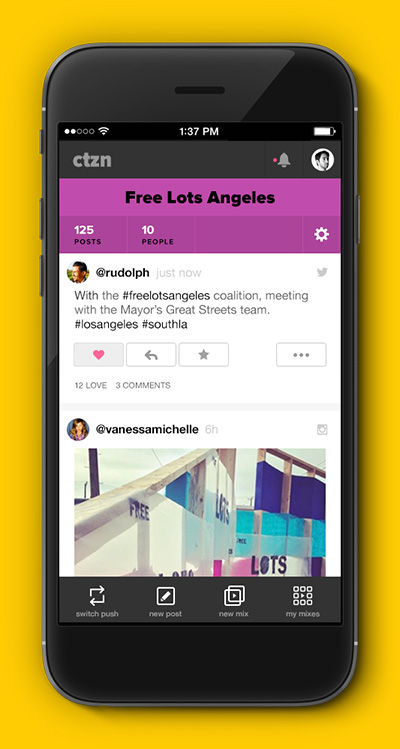 1:37 PM
ctzn
Free Lots Angeles
125 10
POSTS PEOPLE
@rudolph just now
With the #freelotsangeles coalition, meeting
with the Mayor's Great Streets team.
#losangeles #southla
12 LOVE 3 COMMENTS
@vanessamichelle 6h
FREE LOTS
LOTS
switch push new post new mix my mixes